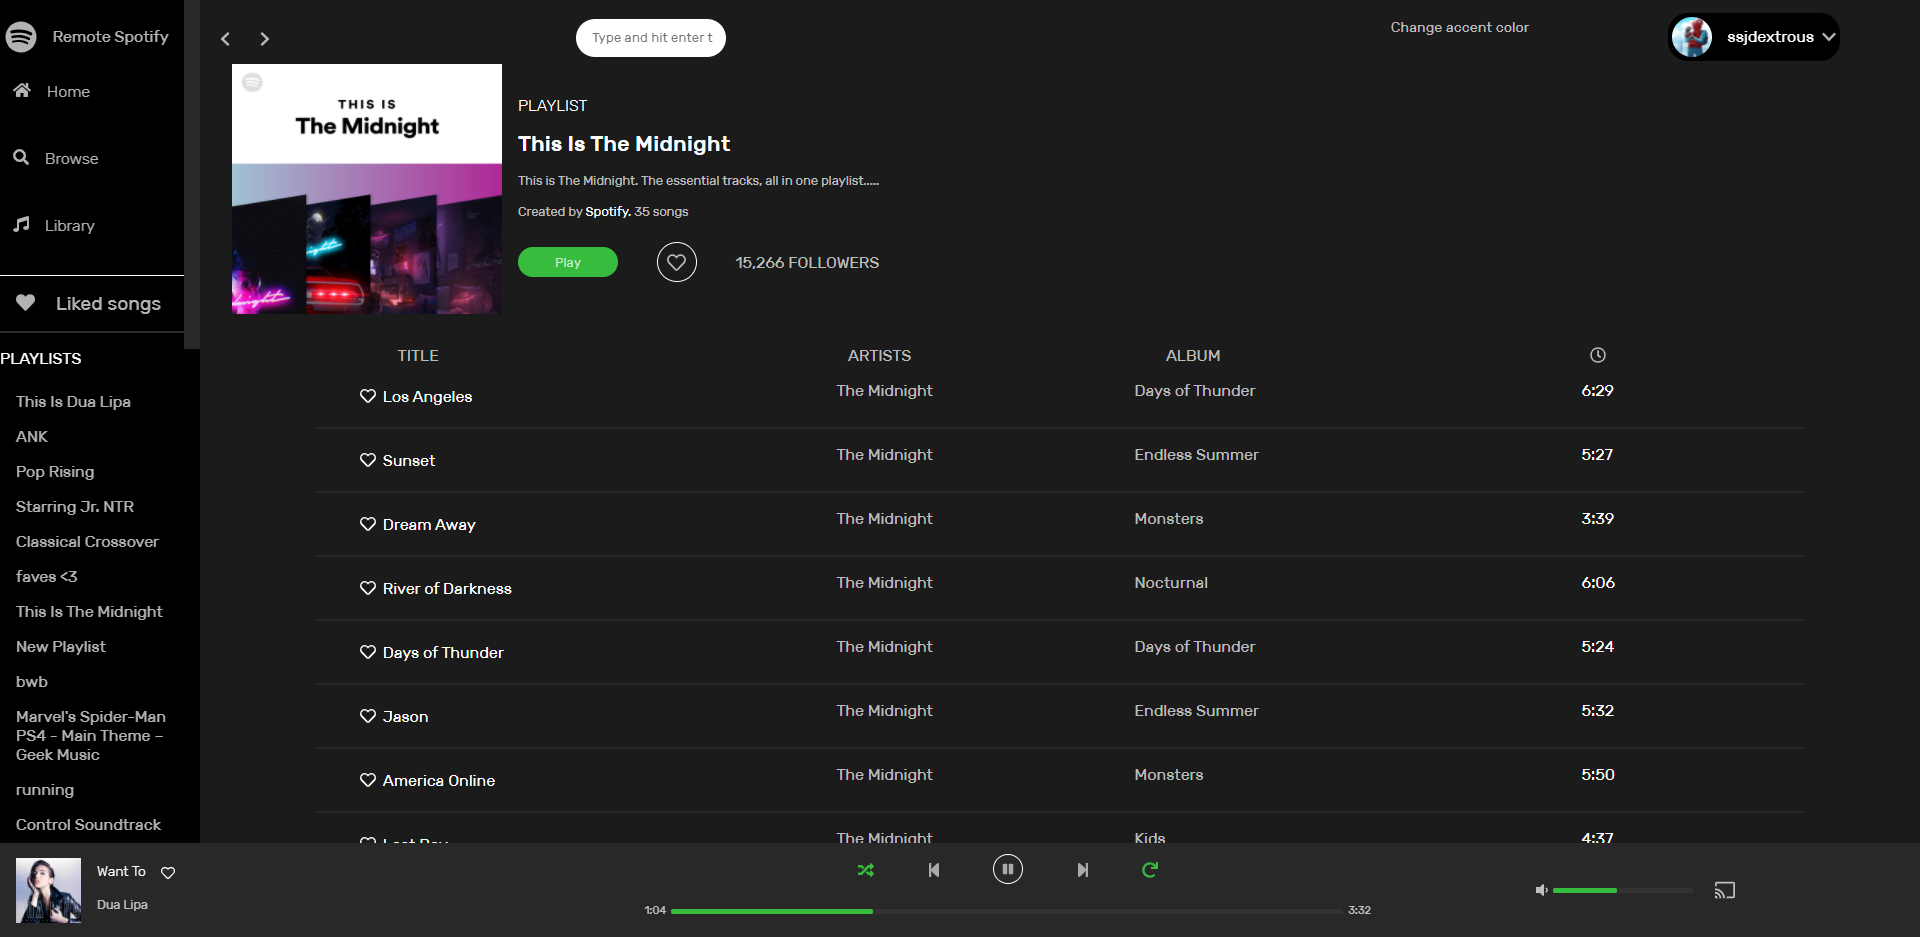 Remote Spotify
Home
Browse
Library
Liked songs
PLAYLISTS
This Is Dua Lipa
ANK
Pop Rising
Starring Jr. NTR
Classical Crossover
faves <3
This Is The Midnight
New Playlist
bwb
Marvel's Spider-Man
PS4 - Main Theme –
Geek Music
running
Control Soundtrack
Type and hit enter t
Change accent color
ssjdextrous
THIS IS
The Midnight
PLAYLIST
This Is The Midnight
This is The Midnight. The essential tracks, all in one playlist.....
Created by Spotify. 35 songs
Play
15,266 FOLLOWERS
TITLE ARTISTS ALBUM
Los Angeles The Midnight Days of Thunder 6:29
Sunset The Midnight Endless Summer 5:27
Dream Away The Midnight Monsters 3:39
River of Darkness The Midnight Nocturnal 6:06
Days of Thunder The Midnight Days of Thunder 5:24
Jason The Midnight Endless Summer 5:32
America Online The Midnight Monsters 5:50
The Midnight Kids 4:37
Want To
Dua Lipa
1:04
3:32